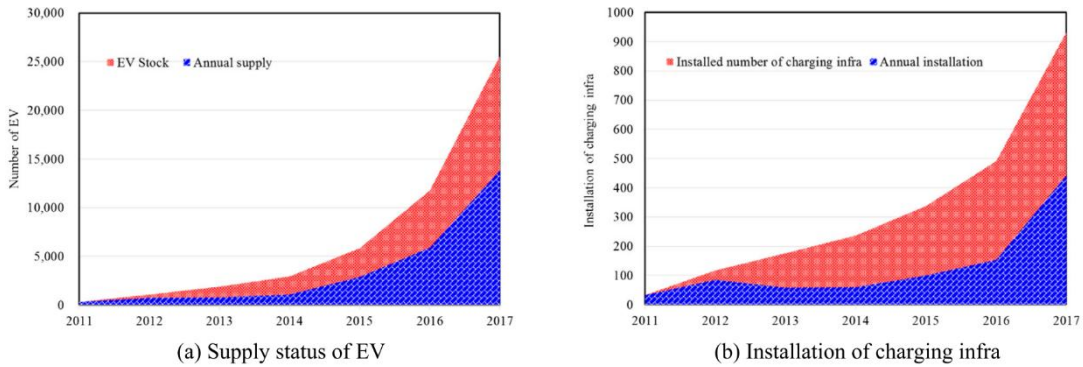 30,000
25,000
20,000
15,000
10,000
5,000
0
Number of EV
EV Stock Annual supply
2011 2012 2013 2014 2015 2016 2017
(a) Supply status of EV
1000
900
800
700
600
500
400
300
200
100
0
Installation of charging infra
Installed number of charging infra Annual installation
2011 2012 2013 2014 2015 2016 2017
(b) Installation of charging infra